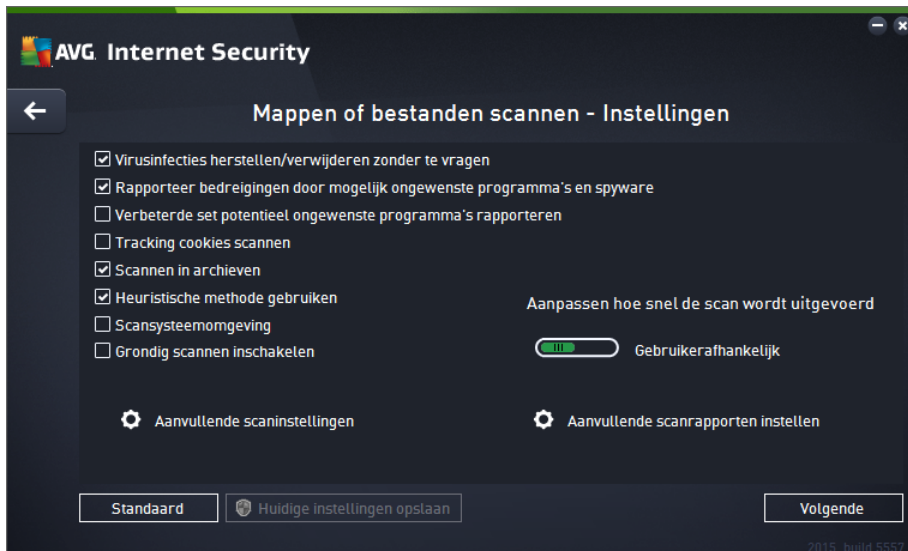 AVG. Internet Security
Mappen of bestanden scannen - Instellingen
Virusinfecties herstellen/verwijderen zonder te vragen
Rapporteer bedreigingen door mogelijk ongewenste programma's en spyware
Verbeterde set potentieel ongewenste programma's rapporteren
Tracking cookies scannen
Scannen in archieven
Heuristische methode gebruiken
Scansysteemomgeving
Grondig scannen inschakelen
Aanpassen hoe snel de scan wordt uitgevoerd
Gebruikerafhankelijk
Aanvullende scaninstellingen
Aanvullende scanrapporten instellen
Standaard
Huidige instellingen opslaan
Volgende
2015. build 5557